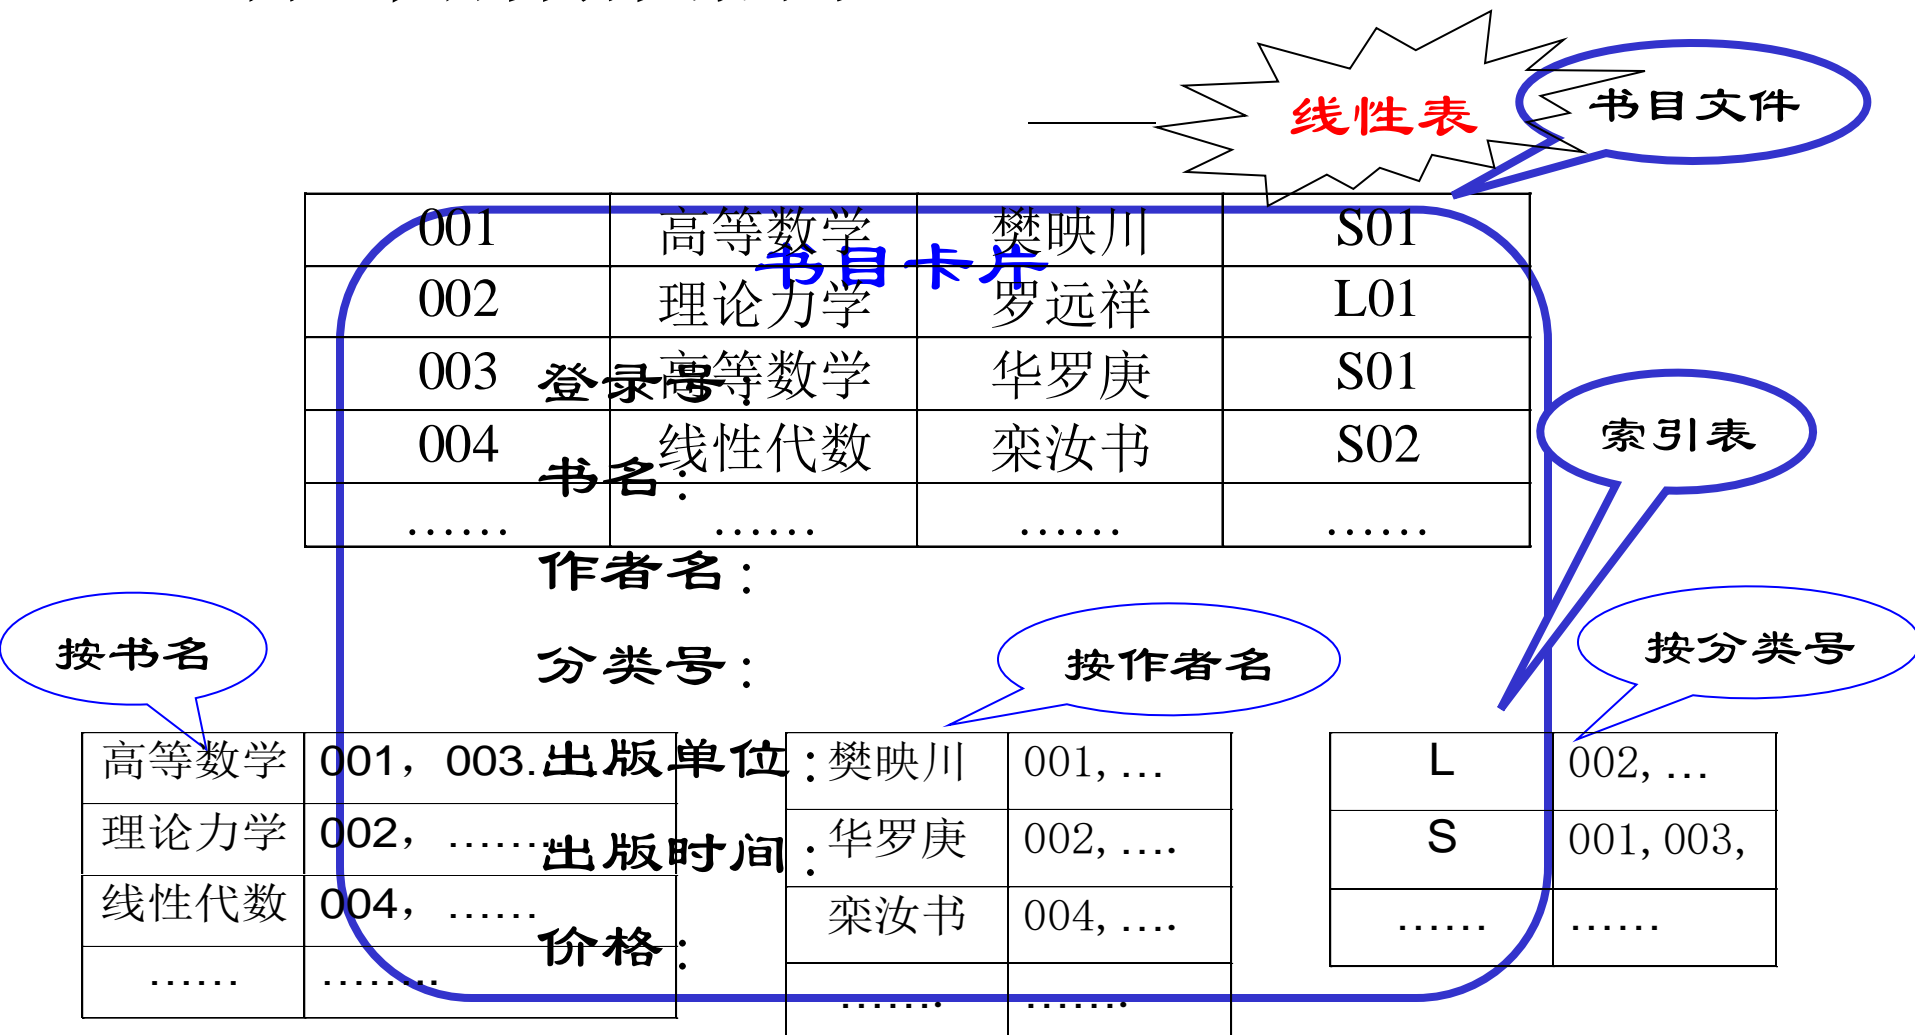 线性表
书目文件
001 高等数学 樊映川 S01
书目卡片
002 理论力学 罗远祥 L01
003 高等数学 华罗庚 S01
登录号：
004 线性代数 栾汝书 S02
书名：
…… …… …… ……
索引表
作者名：
分类号：
按书名
按作者名
按分类号
出版单位：
出版时间：
价格：
高等数学 001，003……
理论力学 002，…….
线性代数 004，……
…… ……..
樊映川 001,…
华罗庚 002,….
栾汝书 004,….
……. …….
L 002,…
S 001,003,
…… ……